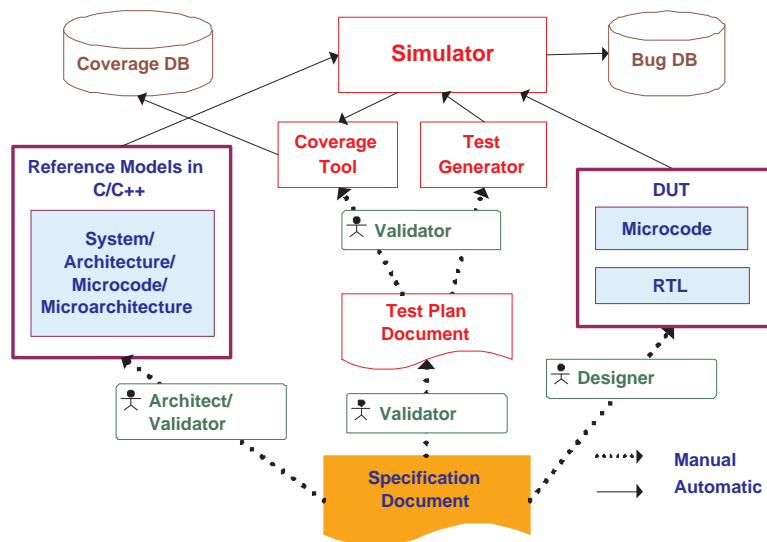 Coverage DB
Simulator
Bug DB
Coverage
Tool
Test
Generator
Reference Models in
C/C++
System/
Architecture/
Microcode/
Microarchitecture
DUT
Microcode
RTL
Validator
Test Plan
Document
Architect/
Validator
Validator
Designer
Specification
Document
Manual
Automatic